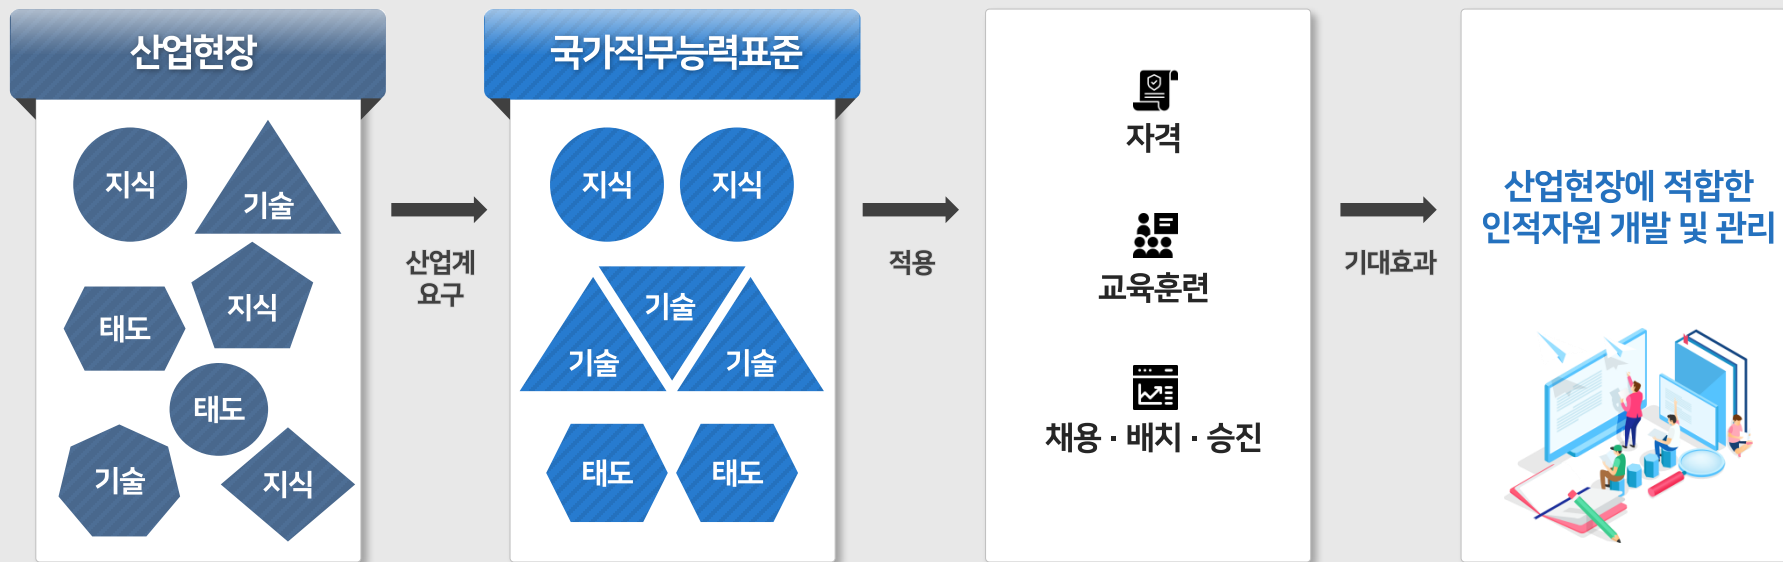 산업현장
지식
기술
지식
태도
태도
기술
지식
산업계
요구
국가직무능력표준
지식
지식
기술
기술
기술
태도
태도
적용
자격
교육훈련
채용 · 배치 · 승진
기대효과
산업현장에 적합한
인적자원 개발 및 관리